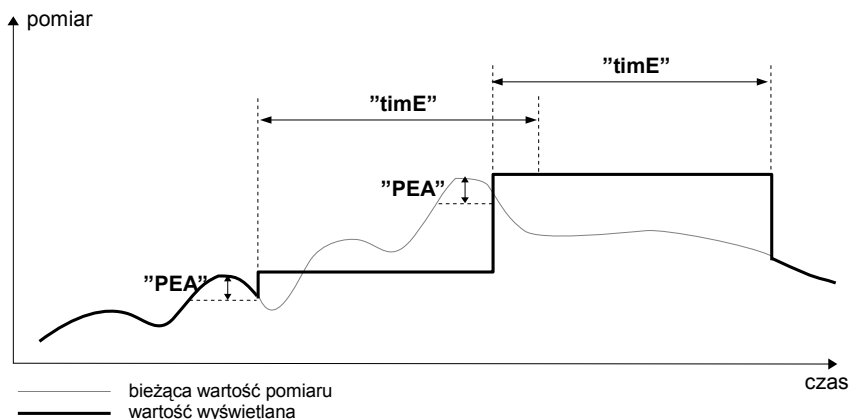 pomiar
”timE”
”timE”
”PEA”
”PEA”
czas
bieżąca wartość pomiaru
wartość wyświetlana